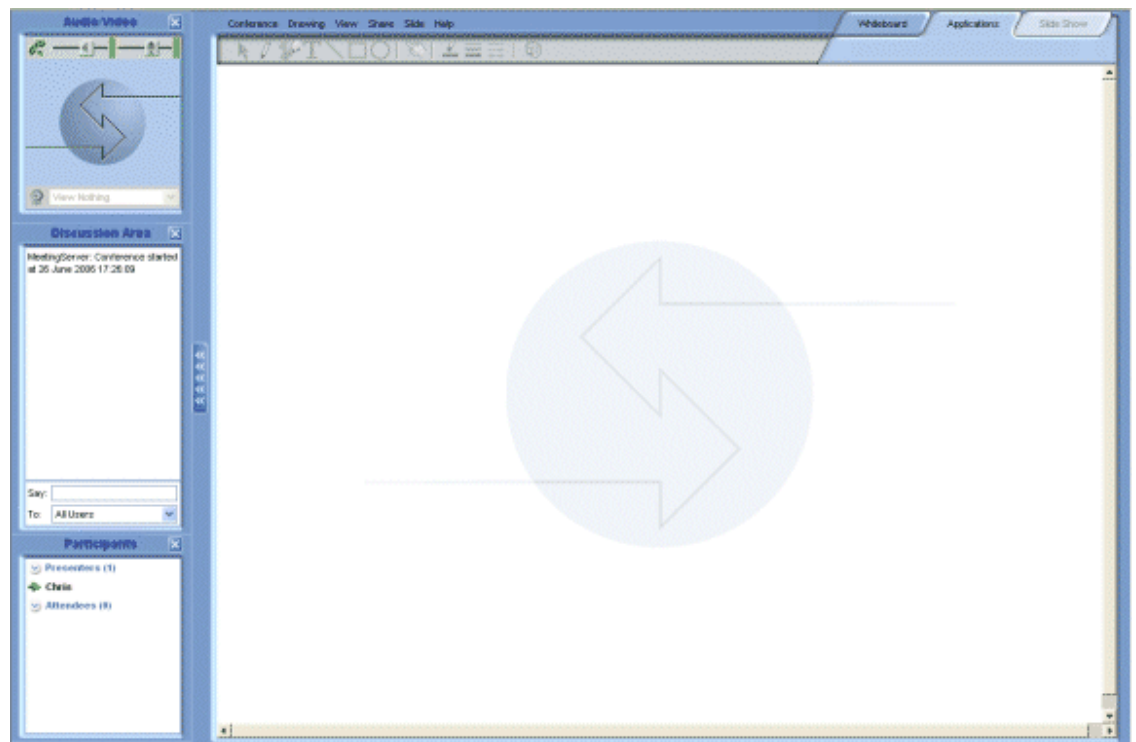 Audio/Video
Conference Drawing View Share Slide Help
Whiteboard Applications Slide Show
View Nothing
Discussion Area
MeetingServer: Conference started
at 26 June 2006 17:26:09
Say:
To: All Users
Participants
Presenters (1)
Chris
Attendees (0)